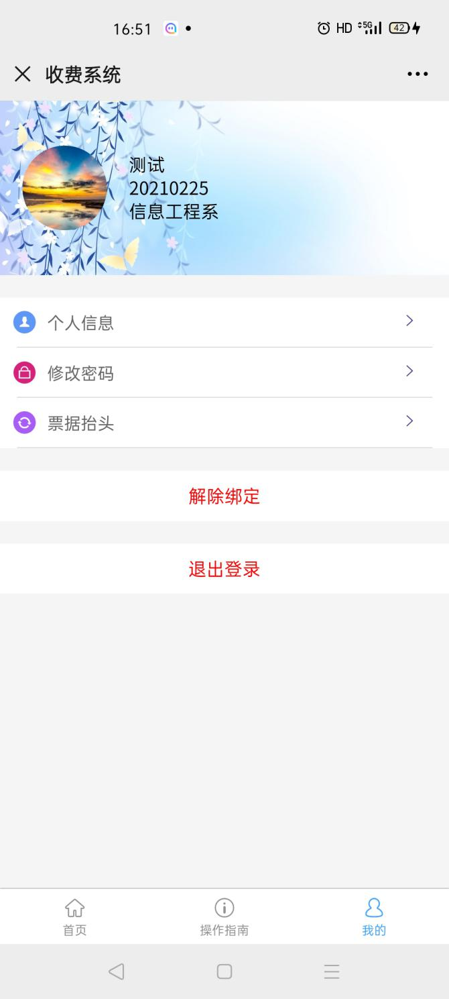 16:51
HD 5G 42
收费系统
测试
20210225
信息工程系
个人信息
修改密码
票据抬头
解除绑定
退出登录
首页
操作指南
我的